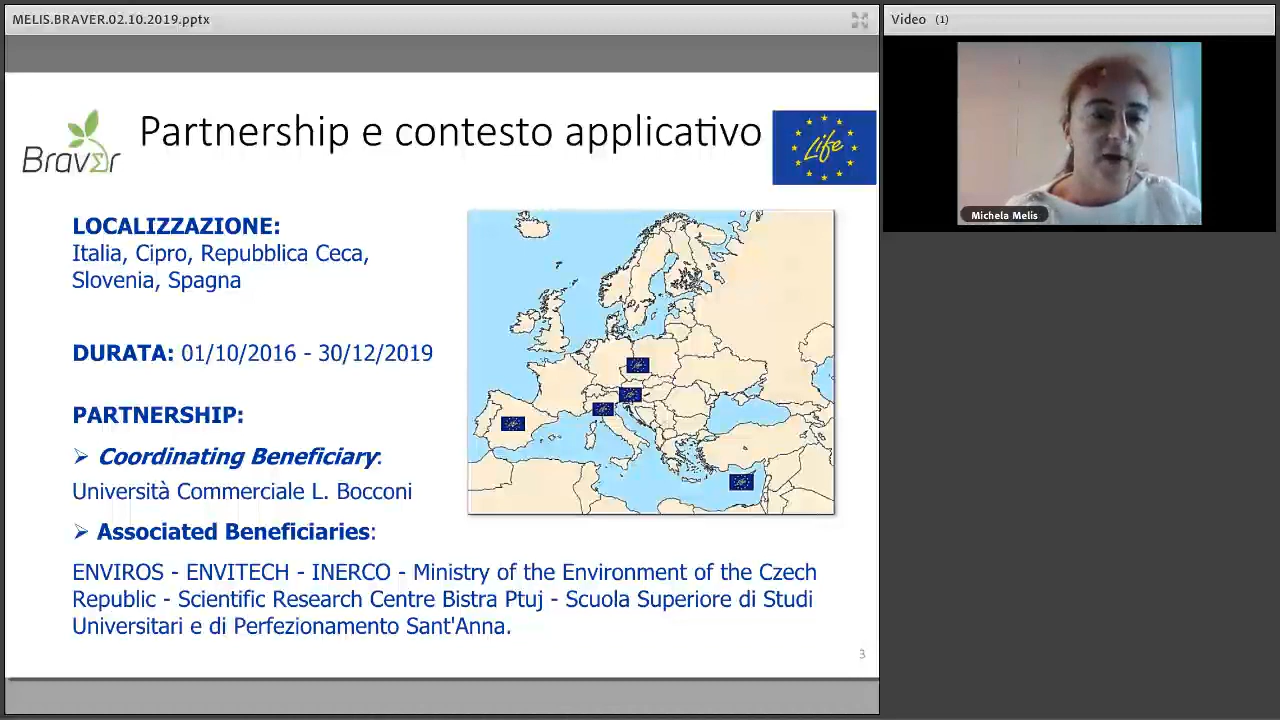 MELIS.BRAVER.02.10.2019.pptx
Video (1)
Braver
Partnership e contesto applicativo
Life
Michela Melis
LOCALIZZAZIONE:
Italia, Cipro, Repubblica Ceca,
Slovenia, Spagna
DURATA: 01/10/2016 - 30/12/2019
PARTNERSHIP:
➢ Coordinating Beneficiary:
Università Commerciale L. Bocconi
➢ Associated Beneficiaries:
ENVIROS - ENVITECH - INERCO - Ministry of the Environment of the Czech
Republic - Scientific Research Centre Bistra Ptuj - Scuola Superiore di Studi
Universitari e di Perfezionamento Sant'Anna.
3